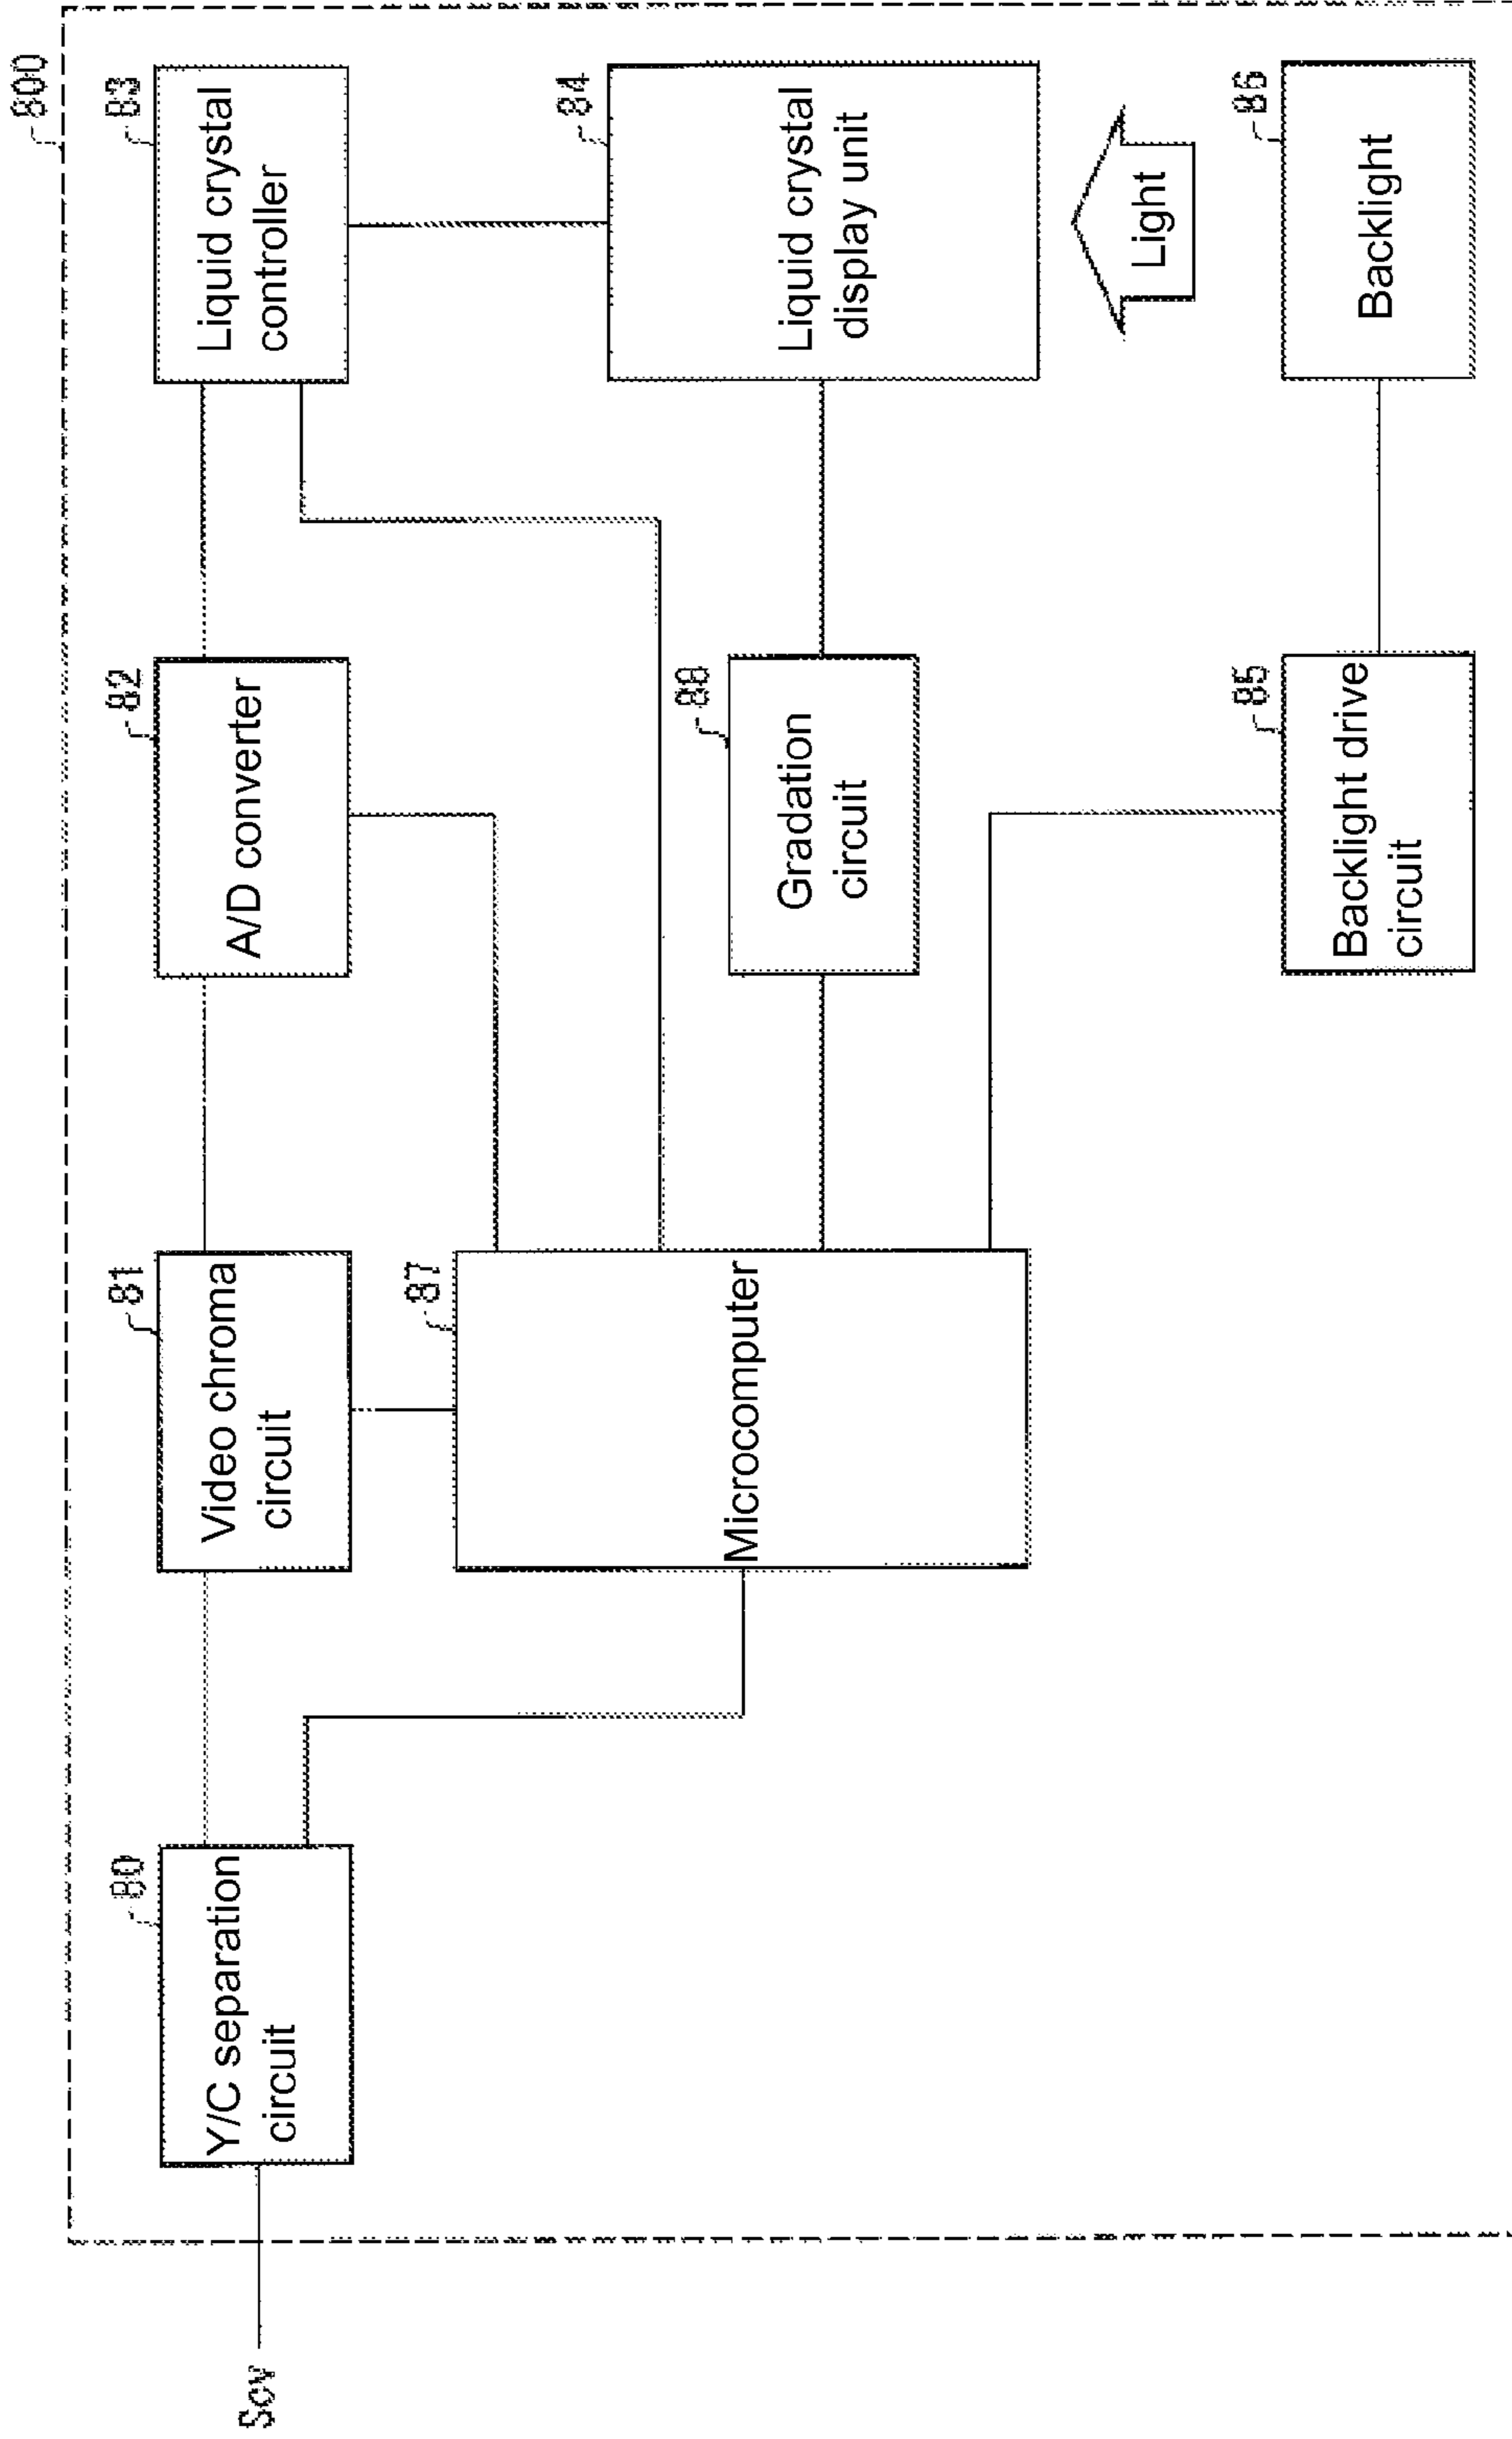 800
80
Y/C separation
circuit
81
Video chroma
circuit
82
A/D converter
83
Liquid crystal
controller
Scv
87
Microcomputer
88
Gradation
circuit
84
Liquid crystal
display unit
Light
85
Backlight drive
circuit
86
Backlight